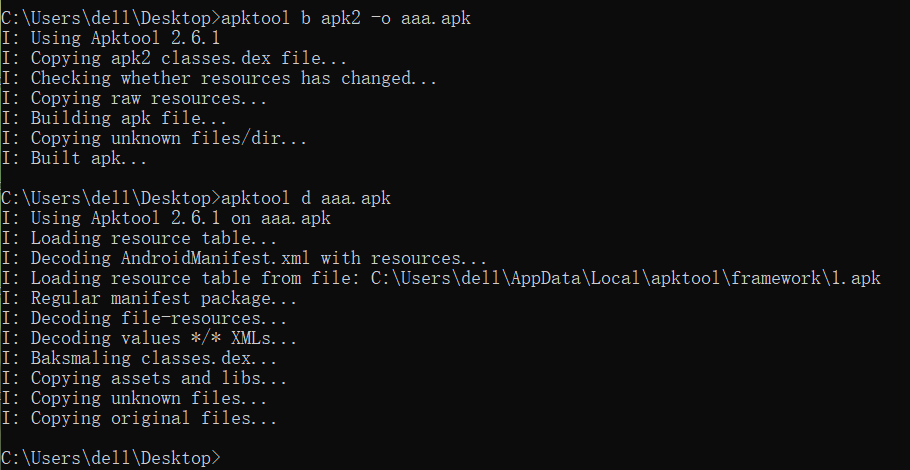 C:\Users\dell\Desktop>apktool b apk2 -o aaa.apk
I: Using Apktool 2.6.1
I: Copying apk2 classes.dex file...
I: Checking whether resources has changed...
I: Copying raw resources...
I: Building apk file...
I: Copying unknown files/dir...
I: Built apk...
C:\Users\dell\Desktop>apktool d aaa.apk
I: Using Apktool 2.6.1 on aaa.apk
I: Loading resource table...
I: Decoding AndroidManifest.xml with resources...
I: Loading resource table from file: C:\Users\dell\AppData\Local\apktool\framework\1.apk
I: Regular manifest package...
I: Decoding file-resources...
I: Decoding values */* XMLs...
I: Baksmaling classes.dex...
I: Copying assets and libs...
I: Copying unknown files...
I: Copying original files...
C:\Users\dell\Desktop>